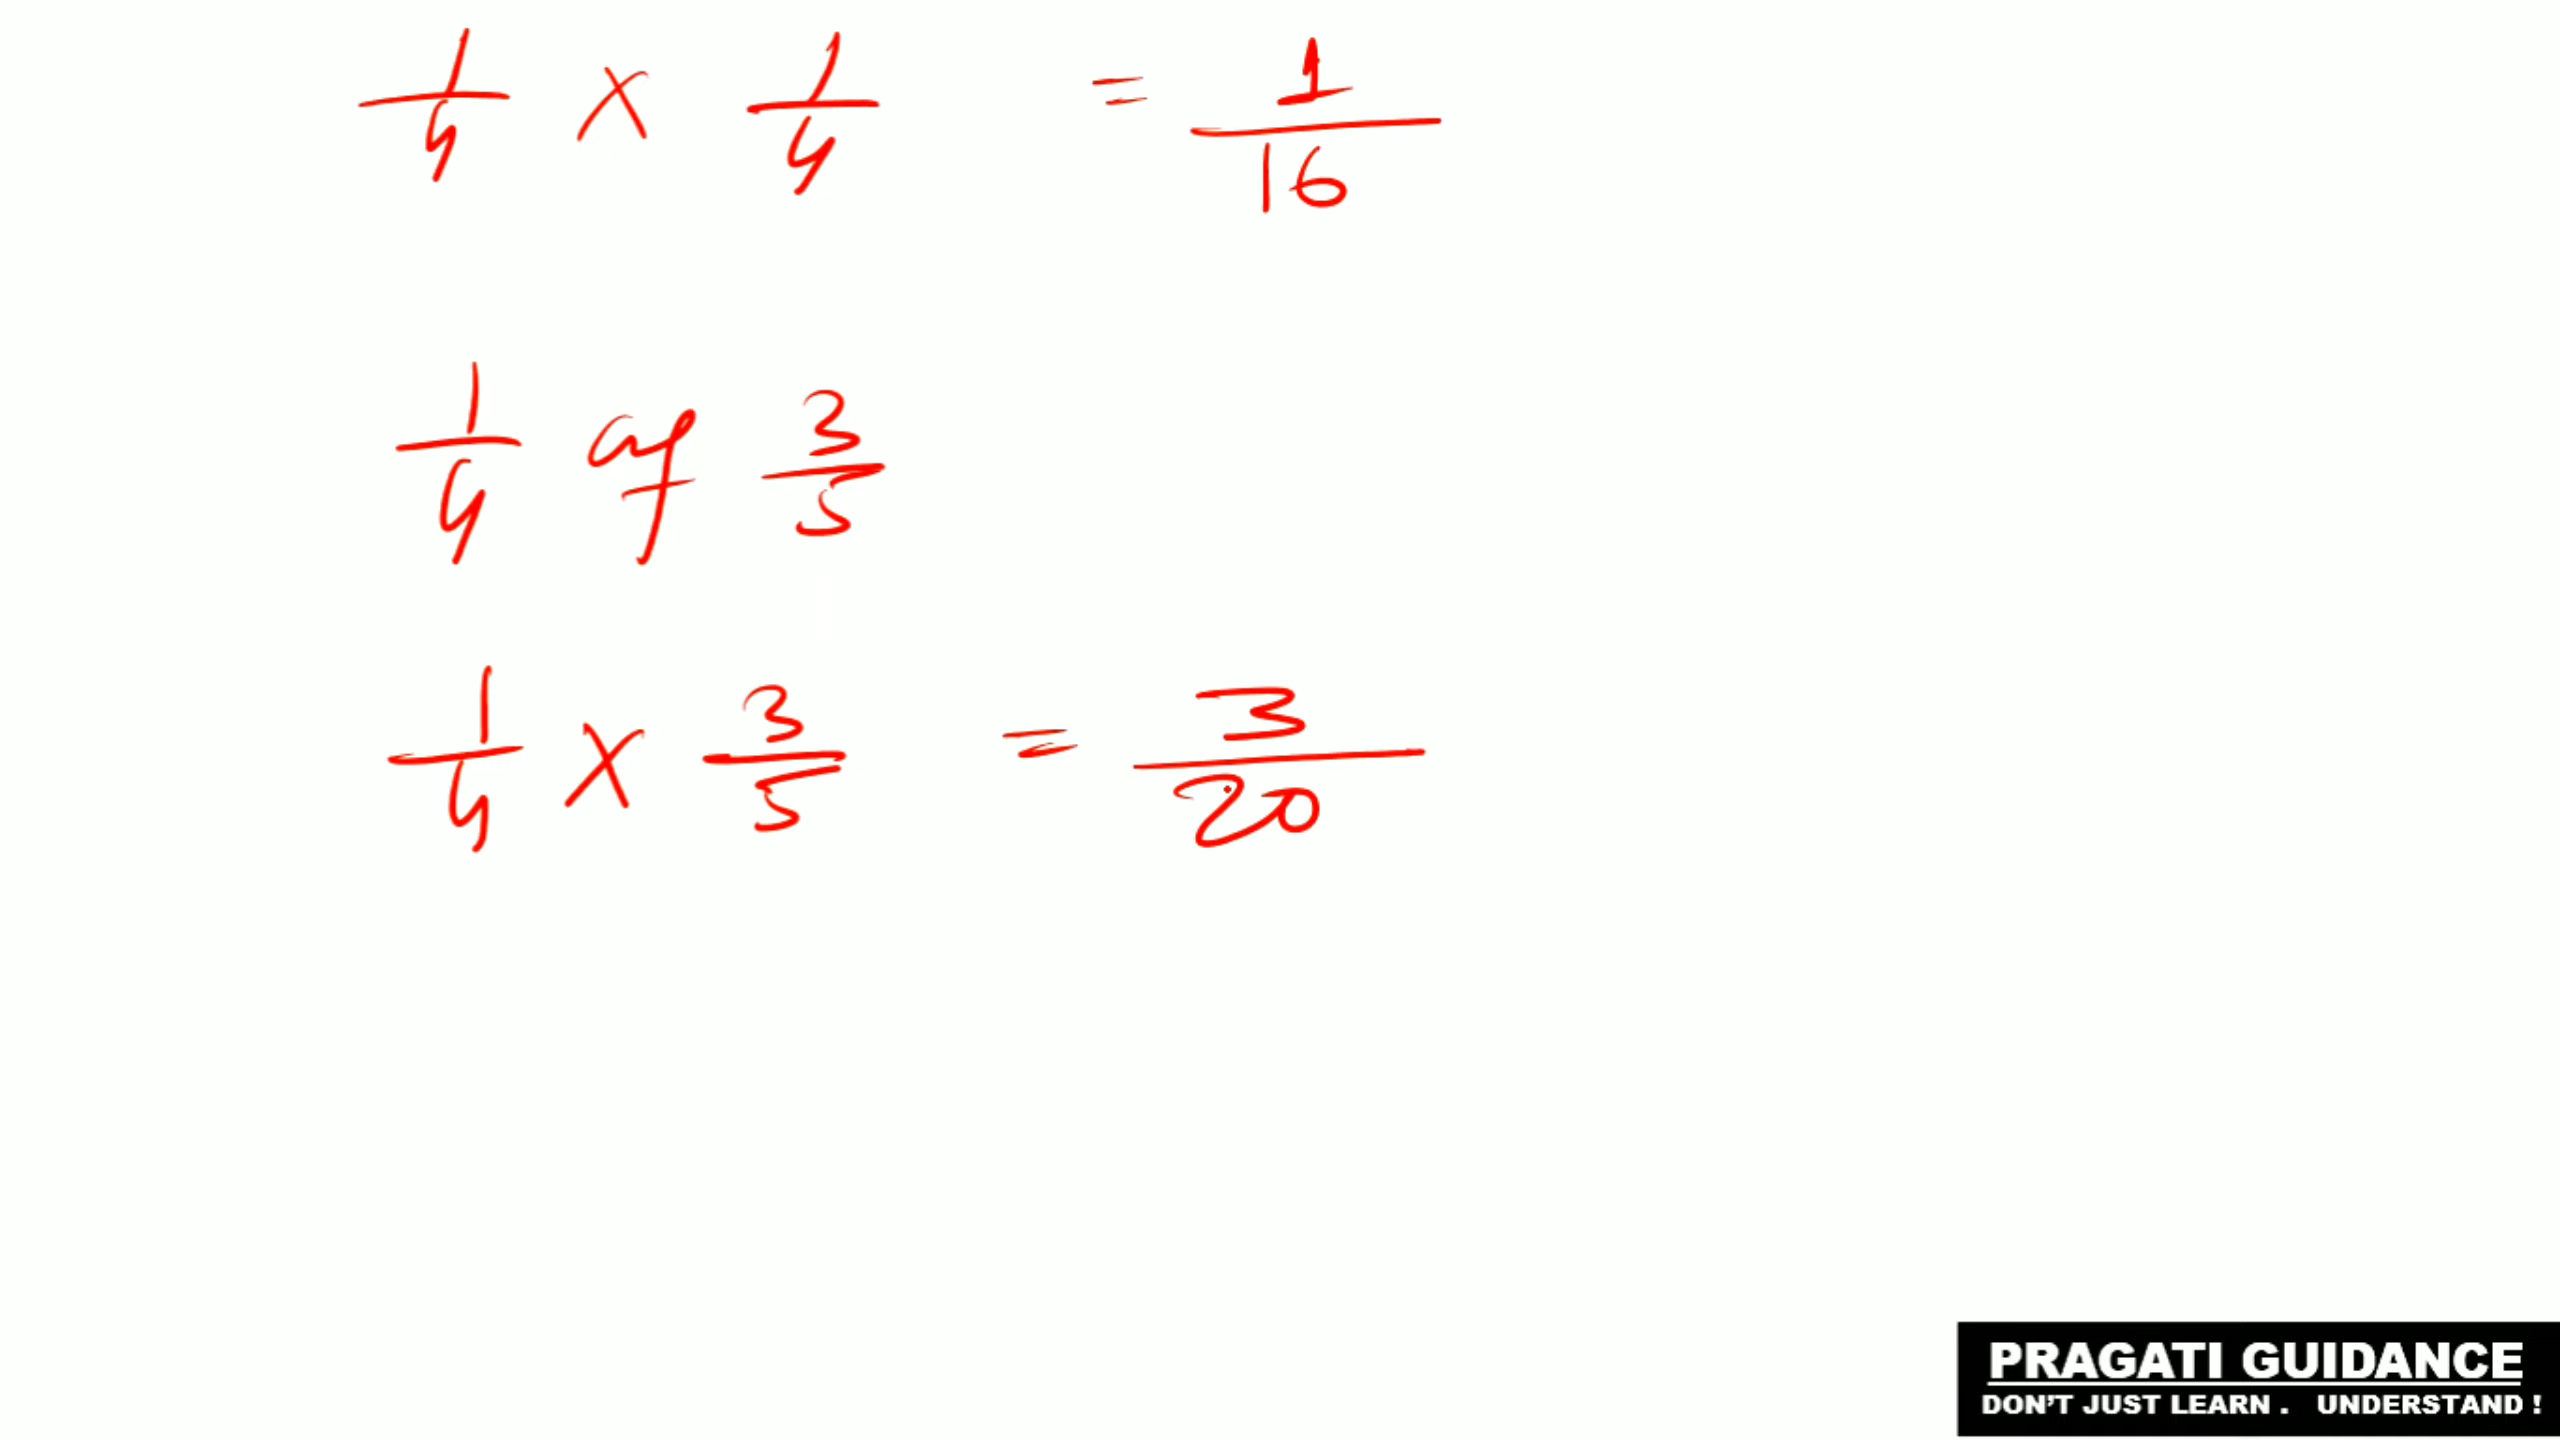 1/4 × 1/4 = 1/16
1/4 of 3/5
1/4 × 3/5 = 3/20
PRAGATI GUIDANCE
DON'T JUST LEARN . UNDERSTAND !